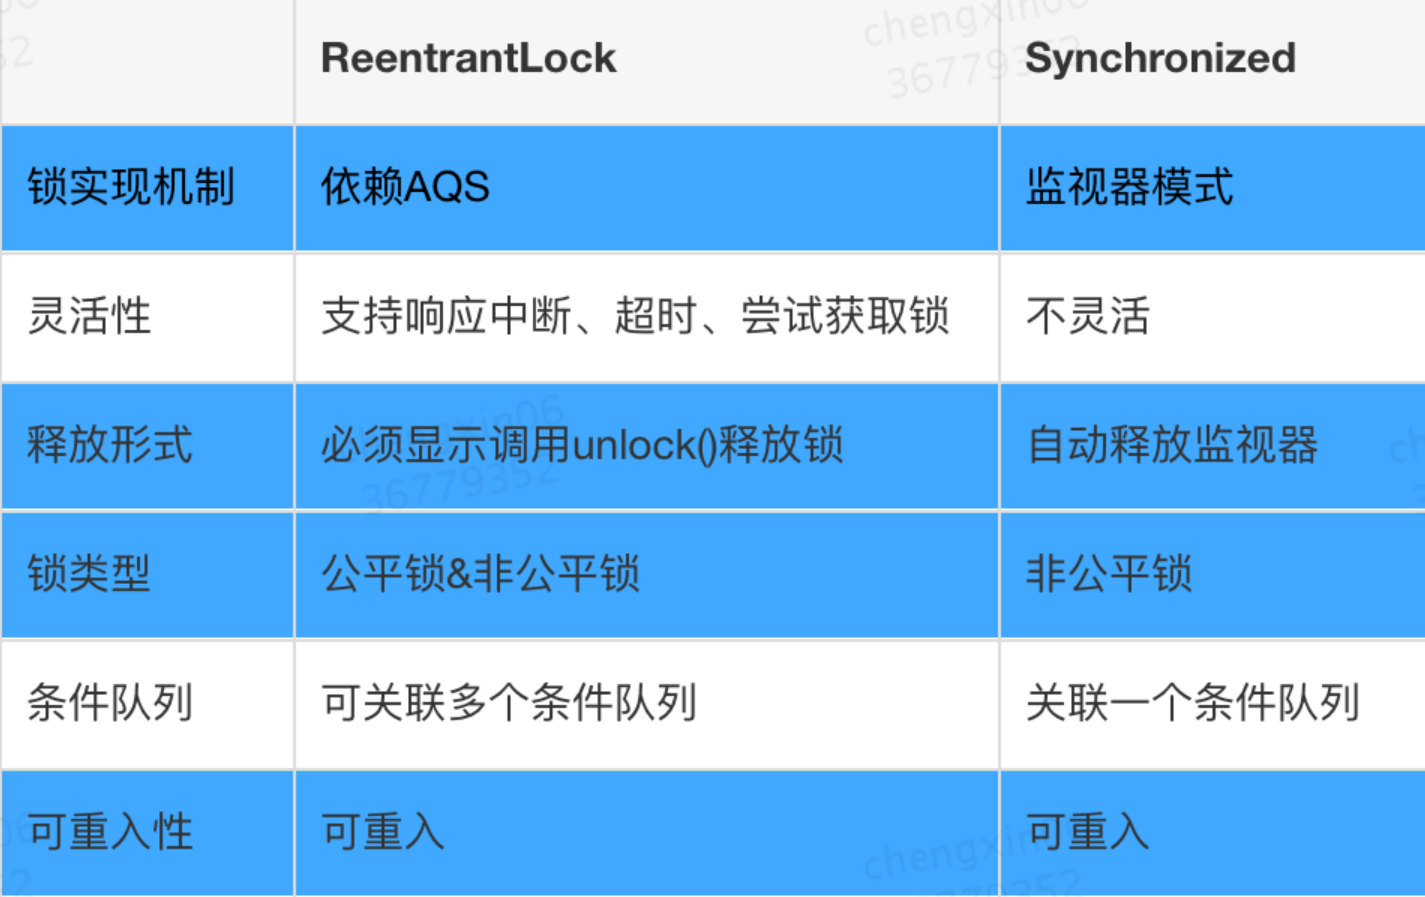 ReentrantLock Synchronized
锁实现机制 依赖AQS 监视器模式
灵活性 支持响应中断、超时、尝试获取锁 不灵活
释放形式 必须显示调用unlock()释放锁 自动释放监视器
锁类型 公平锁&非公平锁 非公平锁
条件队列 可关联多个条件队列 关联一个条件队列
可重入性 可重入 可重入
chengxin06
36779352
chengxin06
36779352
chengxin